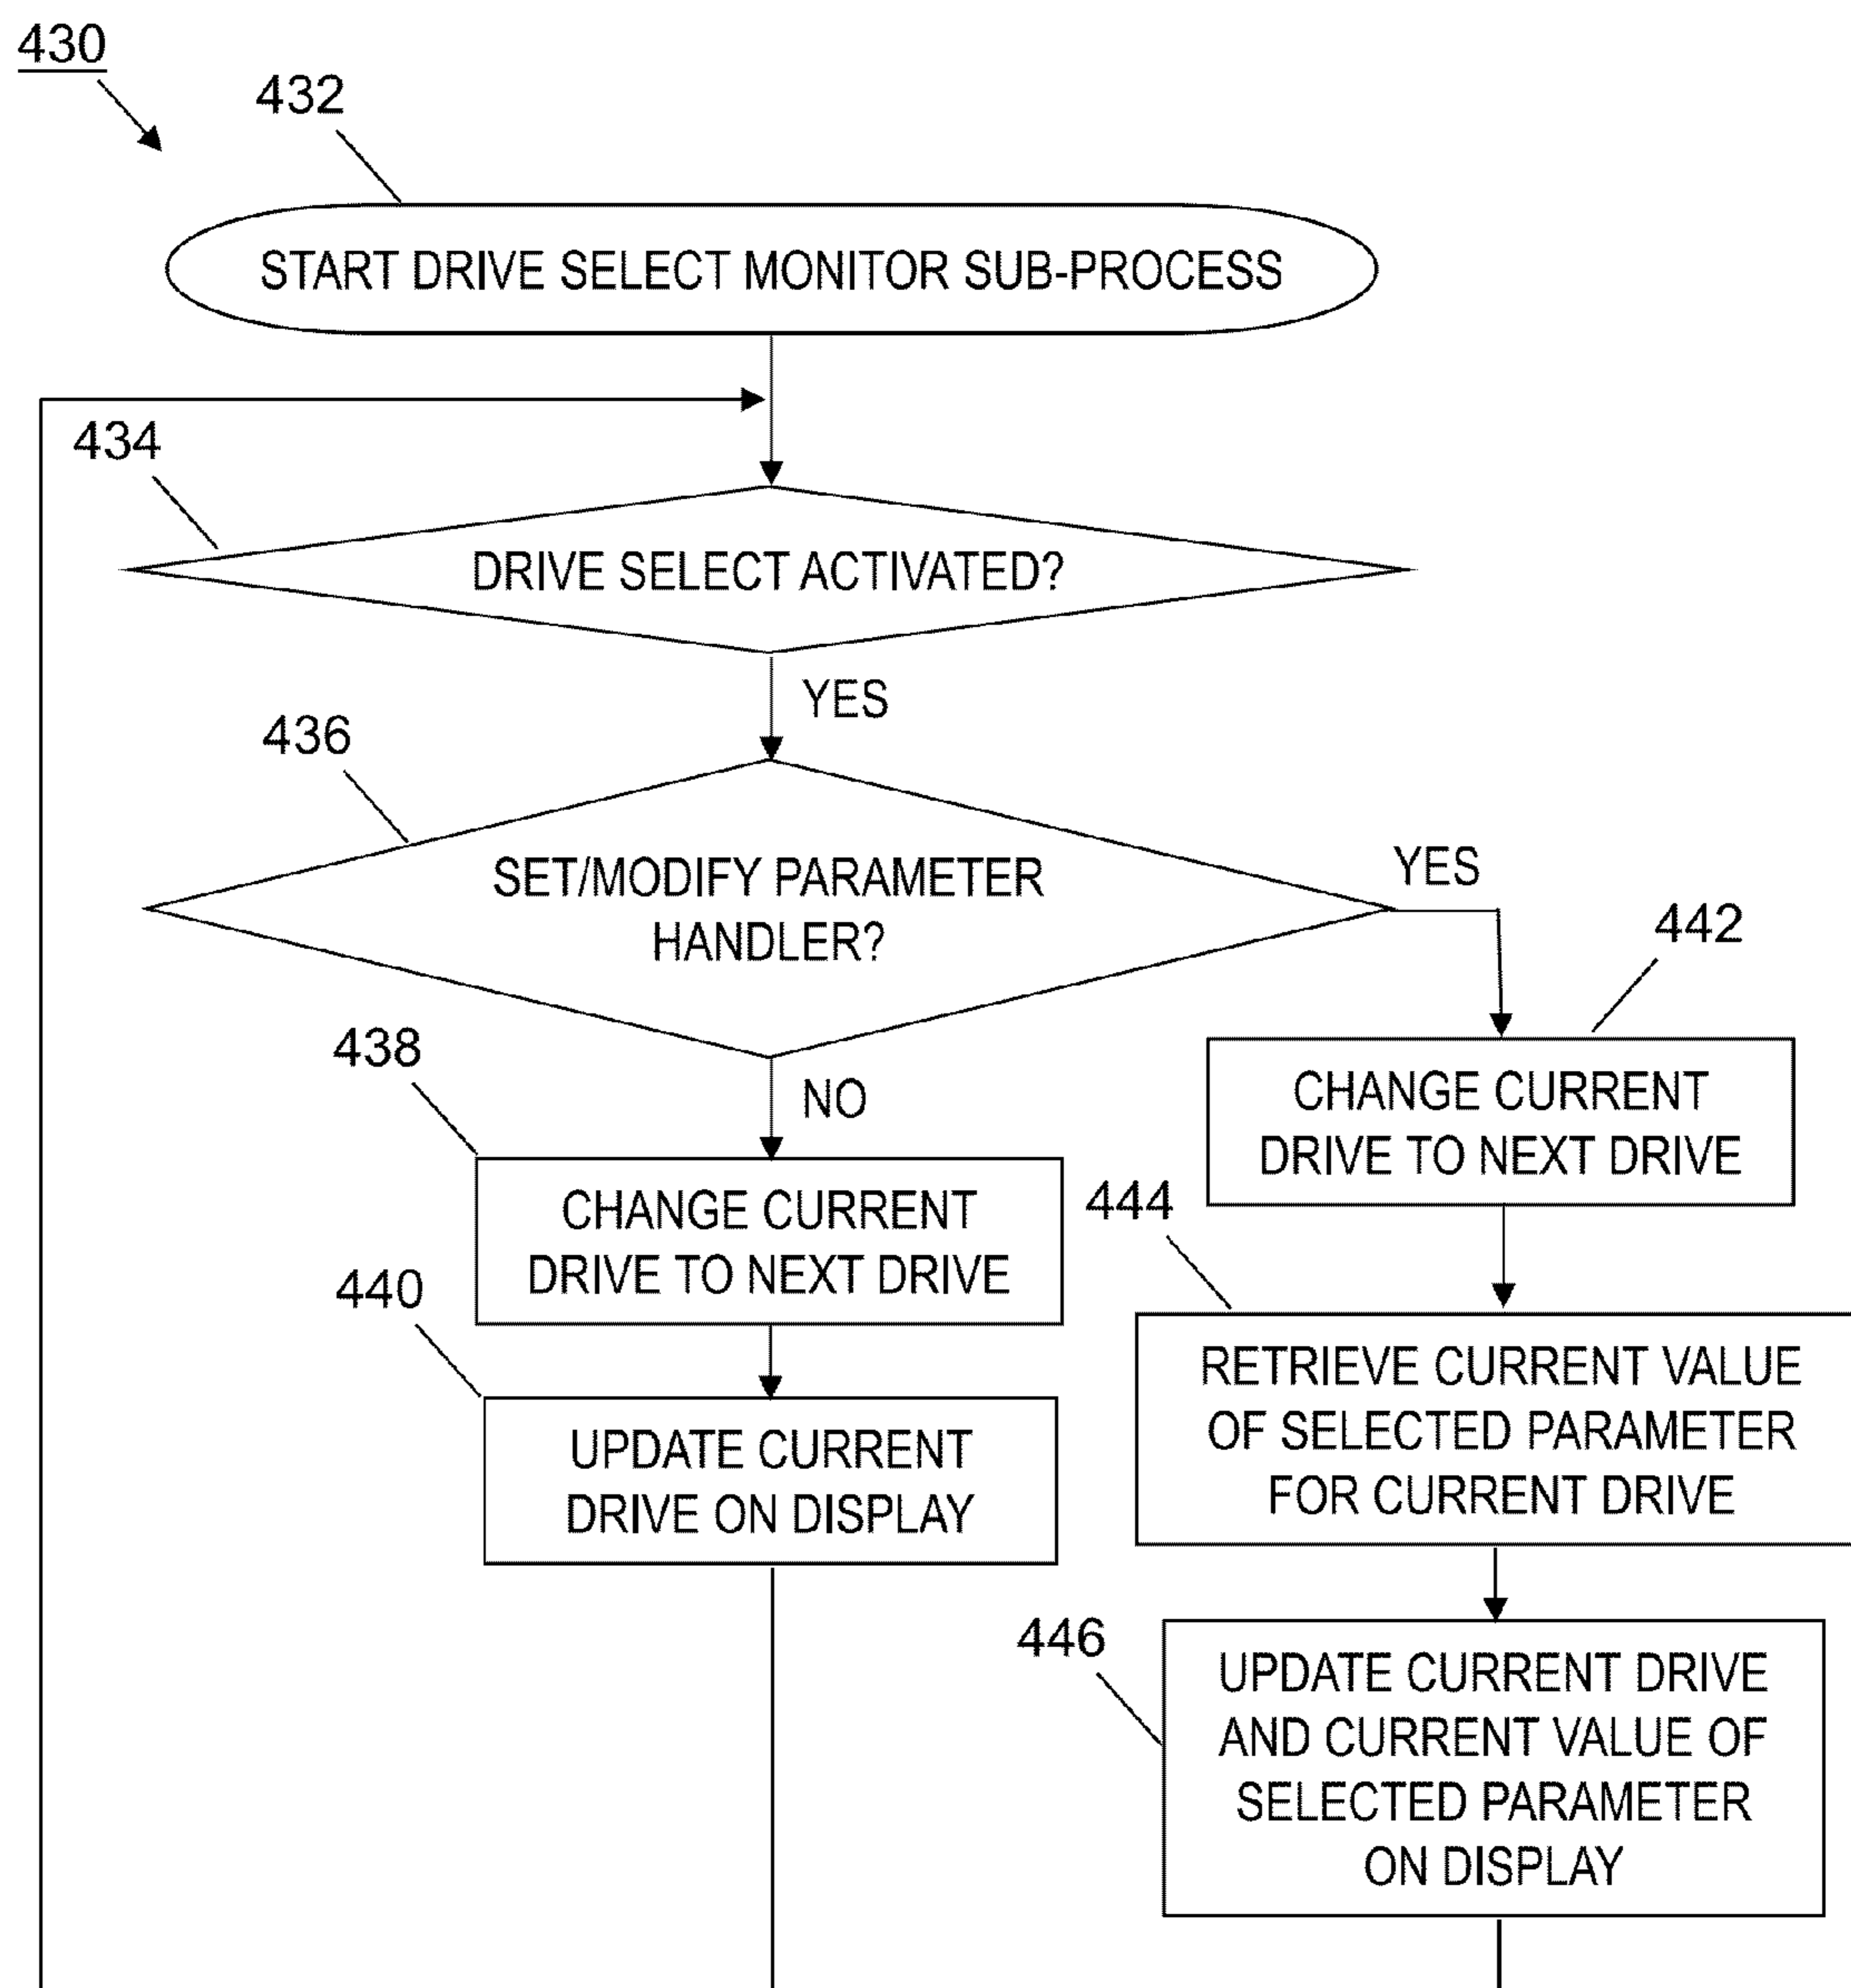 430
432
START DRIVE SELECT MONITOR SUB-PROCESS
434
DRIVE SELECT ACTIVATED?
YES
436
SET/MODIFY PARAMETER
HANDLER?
YES
442
CHANGE CURRENT
DRIVE TO NEXT DRIVE
438
NO
CHANGE CURRENT
DRIVE TO NEXT DRIVE
444
RETRIEVE CURRENT VALUE
OF SELECTED PARAMETER
FOR CURRENT DRIVE
440
UPDATE CURRENT
DRIVE ON DISPLAY
446
UPDATE CURRENT DRIVE
AND CURRENT VALUE OF
SELECTED PARAMETER
ON DISPLAY